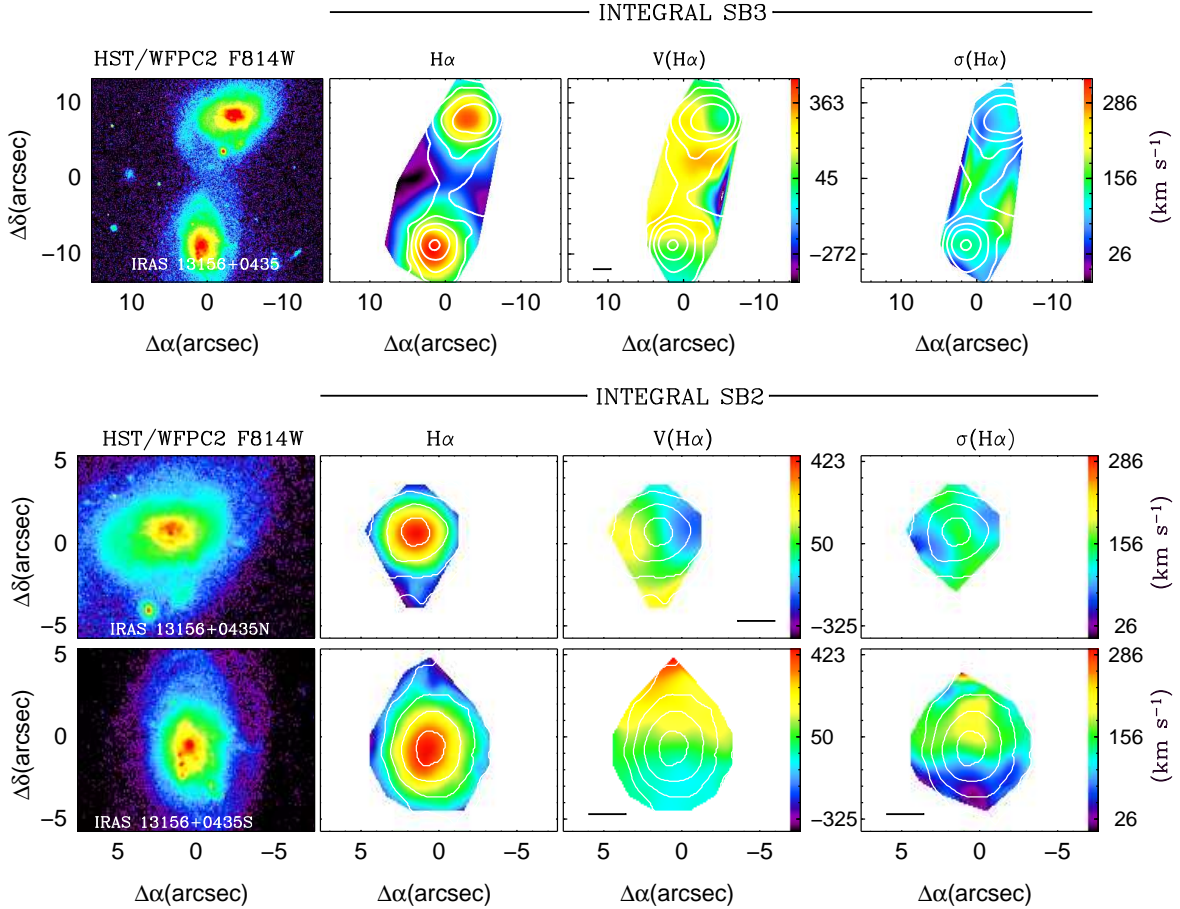 INTEGRAL SB3
HST/WFPC2 F814W
Hα
V(Hα)
σ(Hα)
Δδ(arcsec)
10
0
−10
IRAS 13156+0435
363
45
−272
286
156
26
(km s⁻¹)
10 0 −10
10 0 −10
10 0 −10
10 0 −10
Δα(arcsec)
Δα(arcsec)
Δα(arcsec)
Δα(arcsec)
INTEGRAL SB2
HST/WFPC2 F814W
Hα
V(Hα)
σ(Hα)
Δδ(arcsec)
5
0
−5
IRAS 13156+0435N
423
50
−325
286
156
26
(km s⁻¹)
Δδ(arcsec)
5
0
−5
IRAS 13156+0435S
423
50
−325
286
156
26
(km s⁻¹)
5 0 −5
5 0 −5
5 0 −5
5 0 −5
Δα(arcsec)
Δα(arcsec)
Δα(arcsec)
Δα(arcsec)